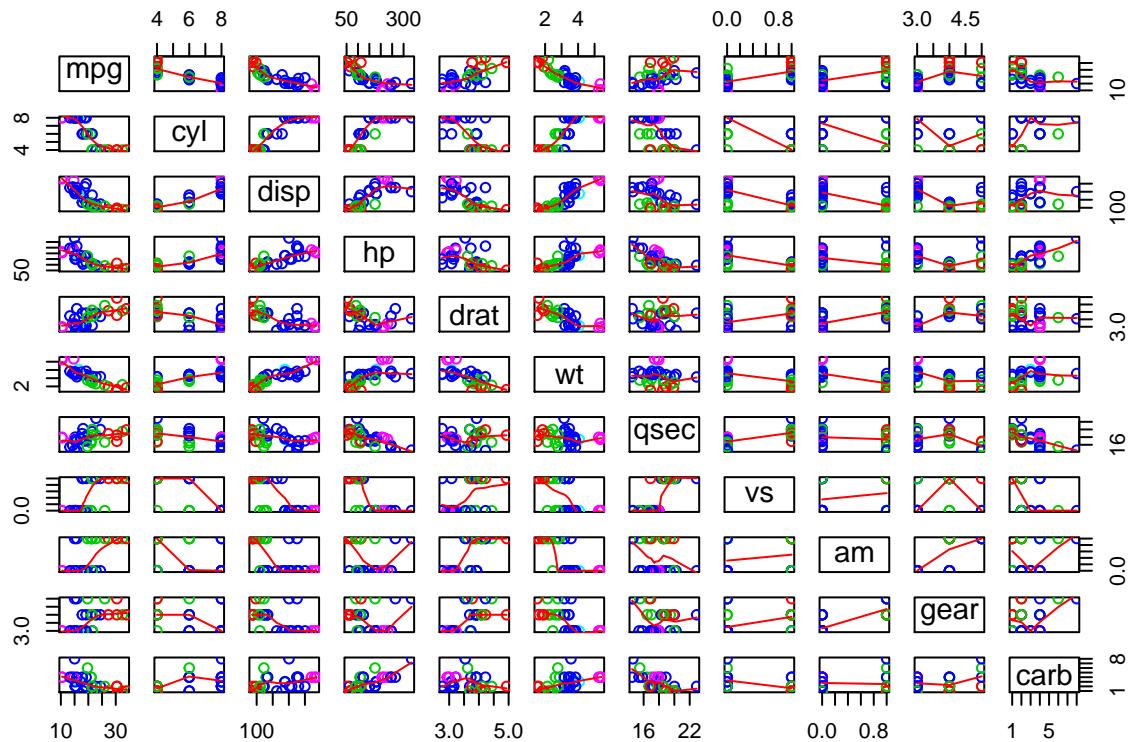 4 6 8 50 300 2 4 0.0 0.8 3.0 4.5
mpg 10
4 8 cyl
disp 100
50 hp
drat 3.0
2 wt
qsec 16
0.0 vs
am 0.0
3.0 gear
carb 1 8
10 30 100 3.0 5.0 16 22 0.0 0.8 1 5